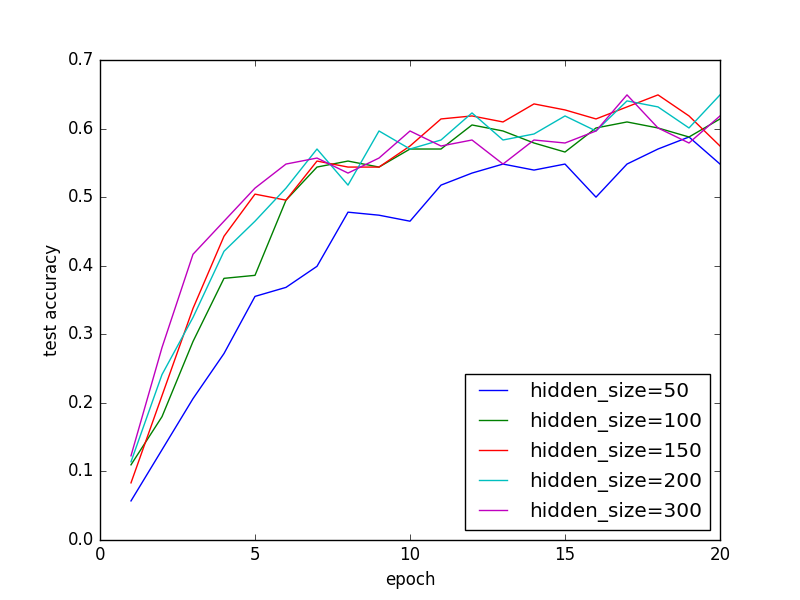 0.7
0.6
0.5
0.4
0.3
0.2
0.1
0.0
test accuracy
0 5 10 15 20
epoch
hidden_size=50
hidden_size=100
hidden_size=150
hidden_size=200
hidden_size=300